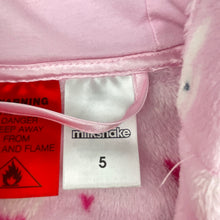 WARNING
DANGER
KEEP AWAY
FROM
AND FLAME
milkshake
5